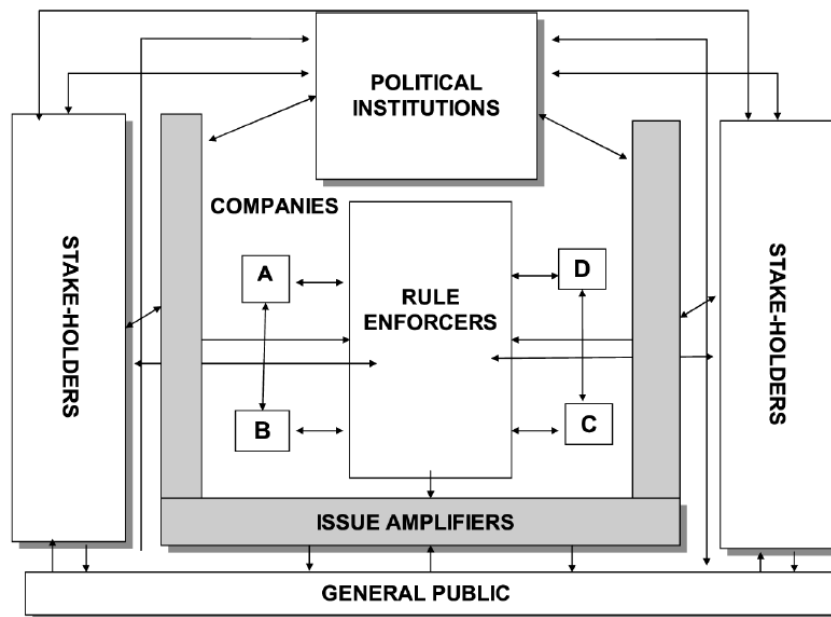 POLITICAL
INSTITUTIONS
STAKE-HOLDERS
COMPANIES
A
B
RULE
ENFORCERS
D
C
STAKE-HOLDERS
ISSUE AMPLIFIERS
GENERAL PUBLIC